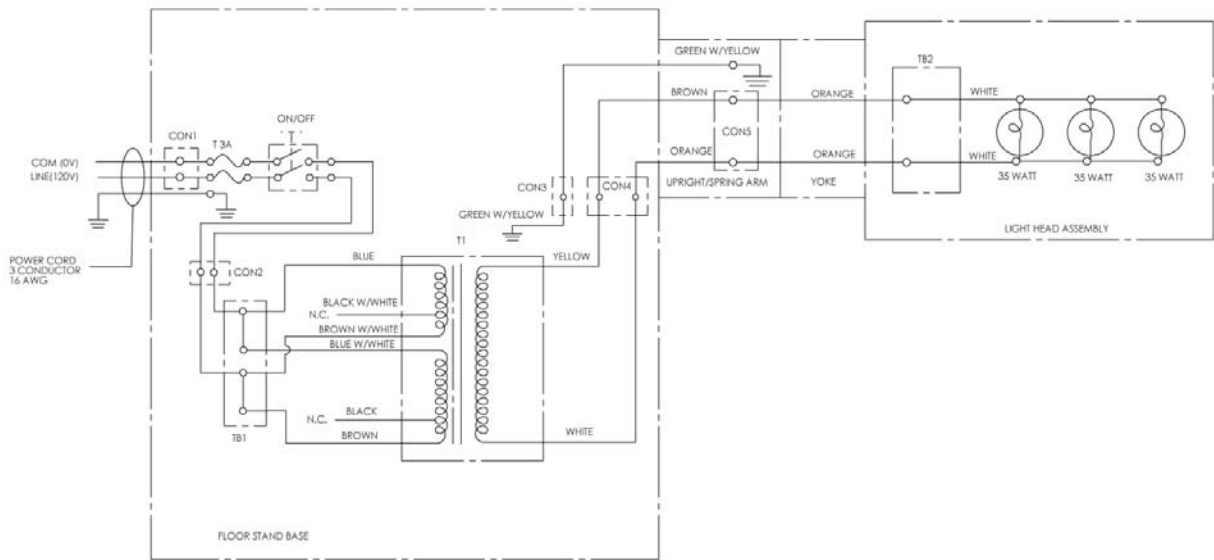 GREEN W/YELLOW
TB2
BROWN
ORANGE
WHITE
ON/OFF
CON1
T 3A
CON5
COM (0V)
LINE(120V)
ORANGE
ORANGE
WHITE
35 WATT
35 WATT
35 WATT
CON3
CON4
UPRIGHT/SPRING ARM
YOKE
GREEN W/YELLOW
LIGHT HEAD ASSEMBLY
T1
POWER CORD
3 CONDUCTOR
16 AWG
CON2
BLUE
YELLOW
BLACK W/WHITE
N.C.
BROWN W/WHITE
BLUE W/WHITE
BLACK
N.C.
TB1
BROWN
WHITE
FLOOR STAND BASE